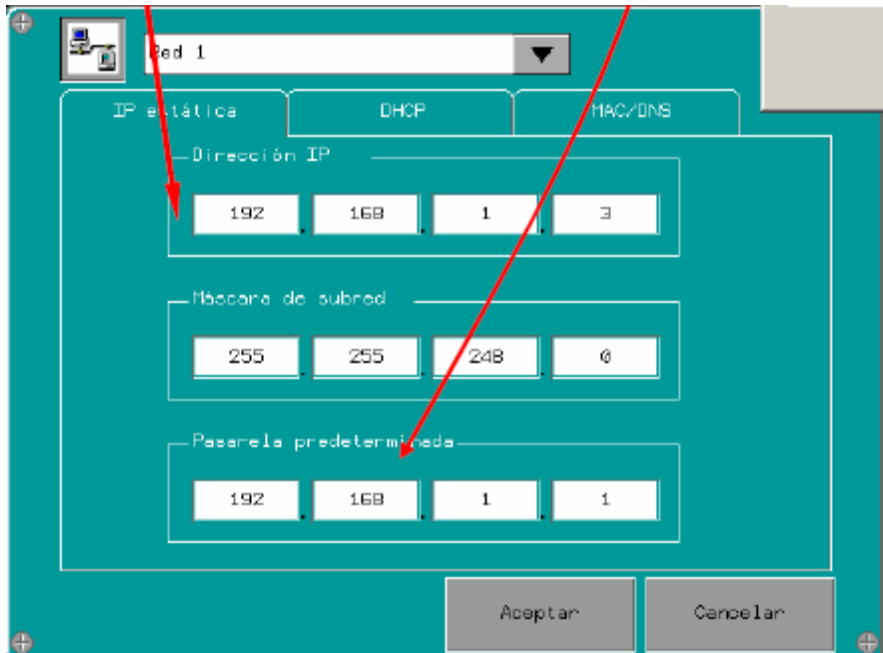 Red 1
IP estática DHCP MAC/DNS
Dirección IP
192 . 168 . 1 . 3
Máscara de subred
255 . 255 . 248 . 0
Pasarela predeterminada
192 . 168 . 1 . 1
Aceptar Cancelar